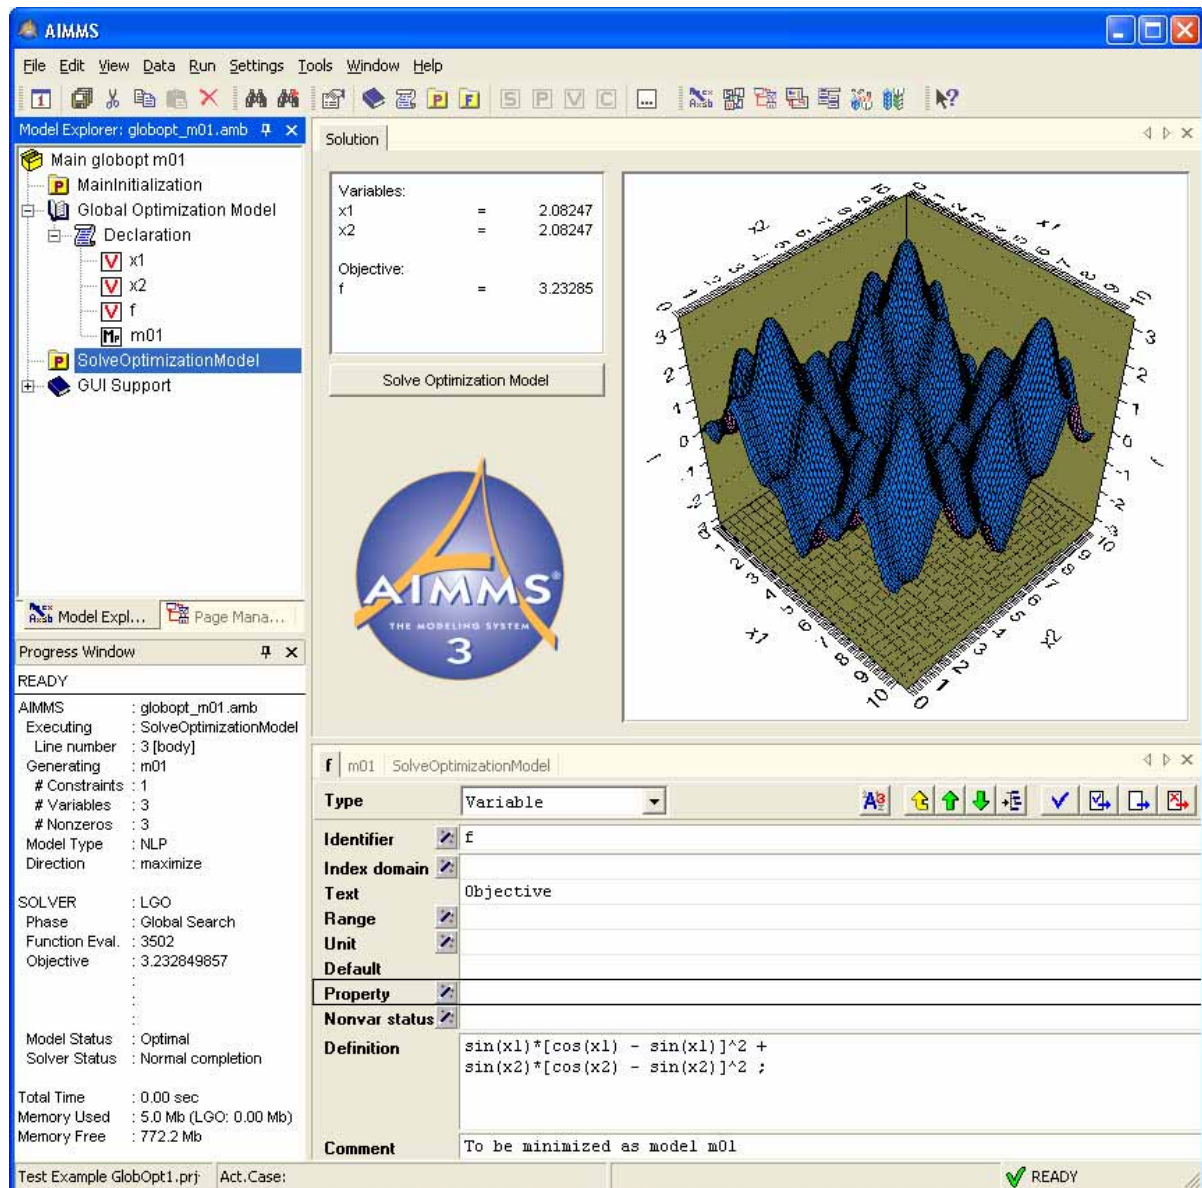 AIMMS
File Edit View Data Run Settings Tools Window Help
Model Explorer: globopt_m01.amb
Main globopt m01
MainInitialization
Global Optimization Model
Declaration
V x1
V x2
V f
m01
SolveOptimizationModel
GUI Support
Model Expl... Page Mana...
Progress Window
READY
AIMMS : globopt_m01.amb
Executing : SolveOptimizationModel
Line number : 3 [body]
Generating : m01
# Constraints : 1
# Variables : 3
# Nonzeros : 3
Model Type : NLP
Direction : maximize
SOLVER : LGO
Phase : Global Search
Function Eval. : 3502
Objective : 3.232849857
:
:
:
Model Status : Optimal
Solver Status : Normal completion
Total Time : 0.00 sec
Memory Used : 5.0 Mb (LGO: 0.00 Mb)
Memory Free : 772.2 Mb
Solution
Variables:
x1 = 2.08247
x2 = 2.08247
Objective:
f = 3.23285
Solve Optimization Model
AIMMS®
THE MODELING SYSTEM
3
x2
x1
f
x1
x2
f m01 SolveOptimizationModel
Type Variable
Identifier f
Index domain
Text Objective
Range
Unit
Default
Property
Nonvar status
Definition sin(x1)*[cos(x1) - sin(x1)]^2 +
sin(x2)*[cos(x2) - sin(x2)]^2 ;
Comment To be minimized as model m01
Test Example GlobOpt1.prj Act.Case: READY